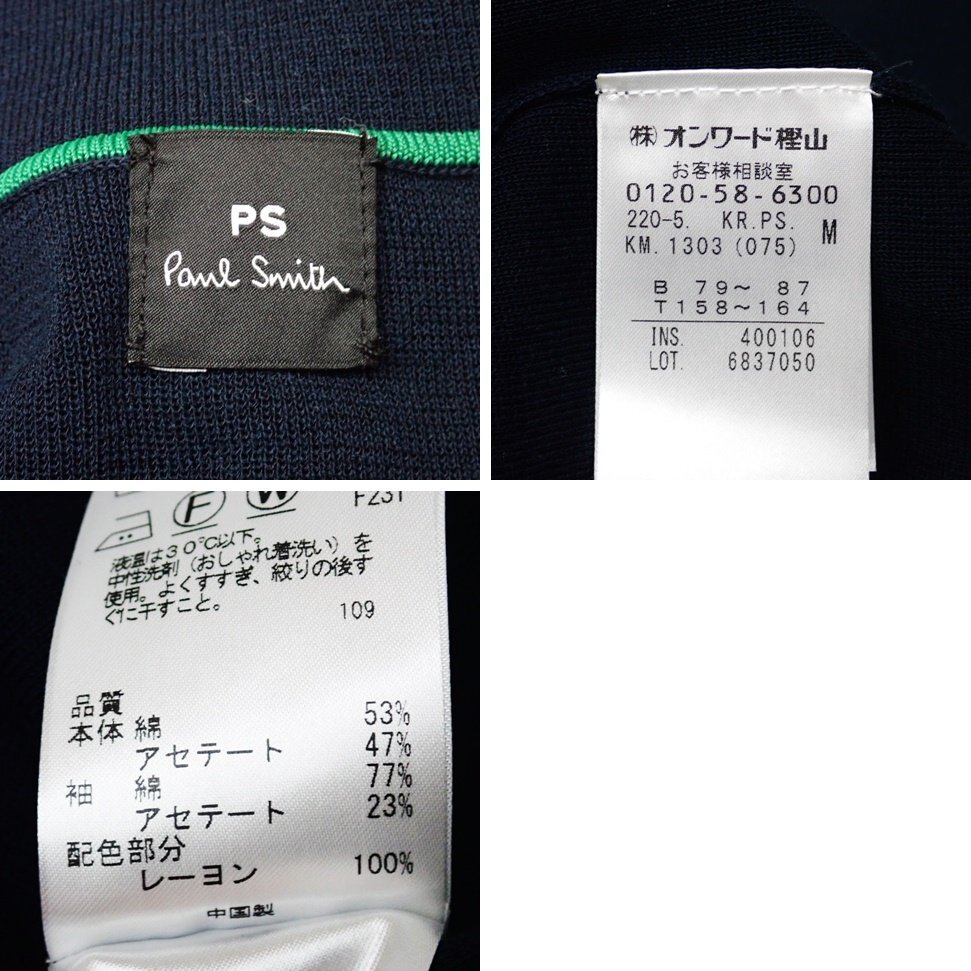 PS
Paul Smith
㈱オンワード樫山
お客様相談室
0120-58-6300
220-5. KR.PS. M
KM.1303(075)
B 79～ 87
T158～164
INS. 400106
LOT. 6837050
F W F231
液温は30℃以下。
中性洗剤（おしゃれ着洗い）を
使用。よくすすぎ、絞りの後す
ぐに干すこと。
109
品質
本体 綿 53%
アセテート 47%
袖 綿 77%
アセテート 23%
配色部分
レーヨン 100%
中国製